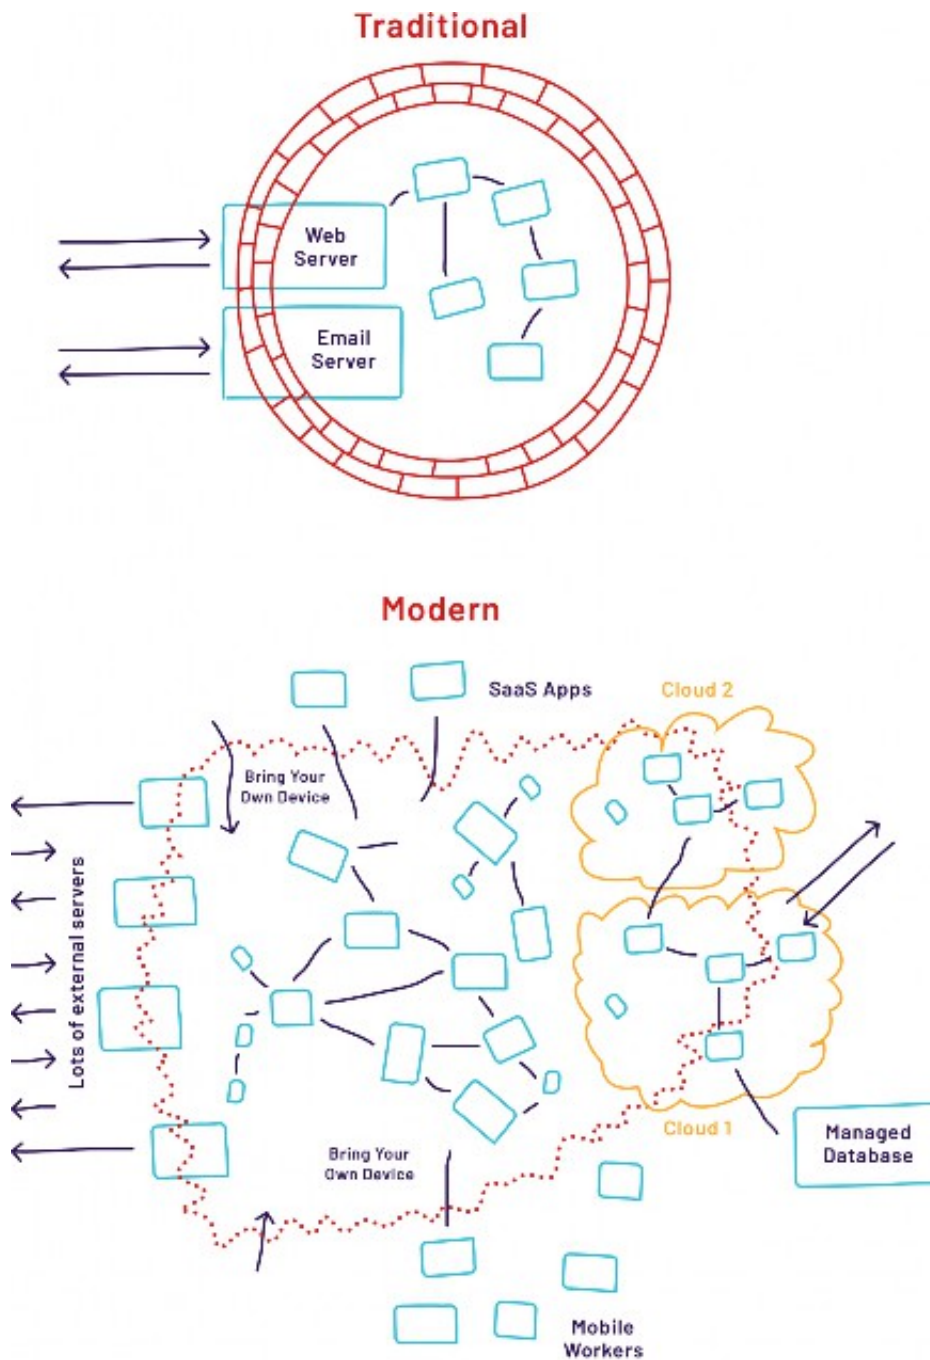 Traditional
Web
Server
Email
Server
Modern
SaaS Apps
Cloud 2
Bring Your
Own Device
Lots of external servers
Cloud 1
Managed
Database
Bring Your
Own Device
Mobile
Workers